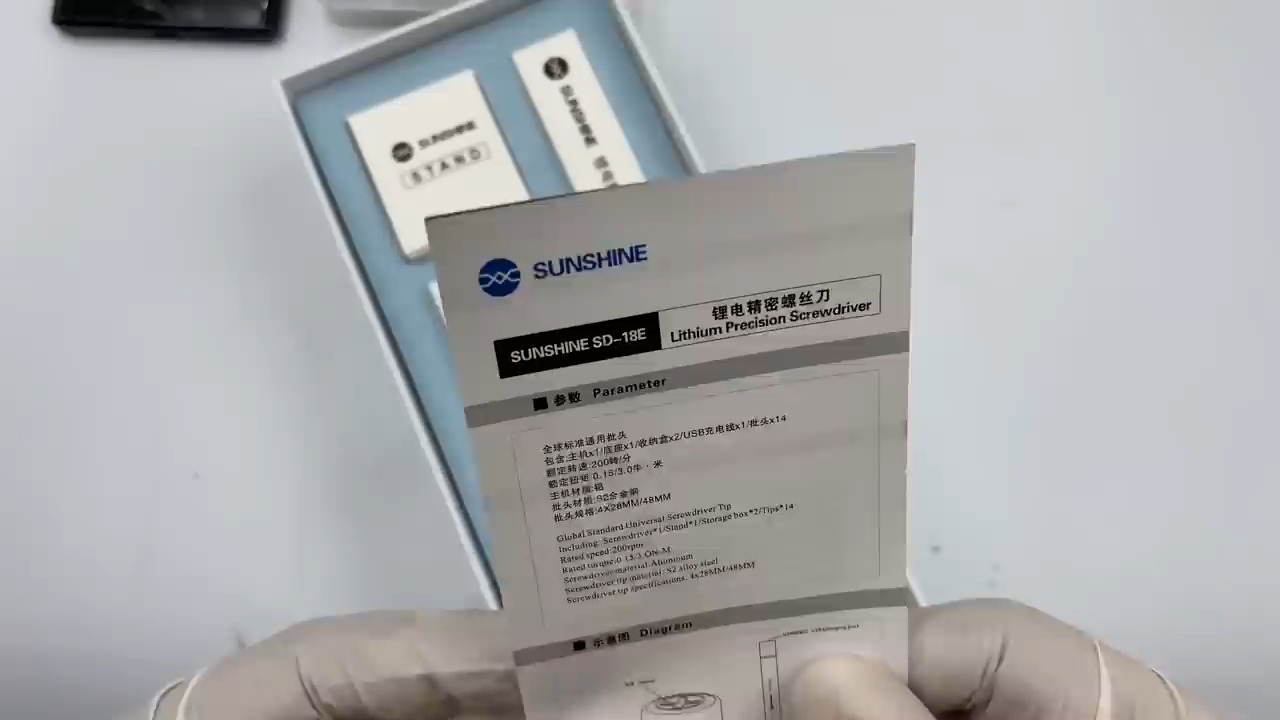 SUNSHINE
STAND
SUNSHINE
SUNSHINE
SUNSHINE SD-18E
锂电精密螺丝刀
Lithium Precision Screwdriver
■ 参数 Parameter
全球标准通用批头
包含:主机x1/底座x1/收纳盒x2/USB充电线x1/批头x14
额定转速:200转/分
额定扭矩:0.15/3.0牛·米
主机材质:铝
批头材质:S2合金钢
批头规格:4X28MM/48MM
Global Standard Universal Screwdriver Tip
Including: Screwdriver*1/Stand*1/Storage box*2/Tips*14
Rated speed:200rpm
Rated torque:0.15/3.0N·M
Screwdriver material:Aluminum
Screwdriver tip material: S2 alloy steel
Screwdriver tip specifications: 4x28MM/48MM
■ 示意图 Diagram